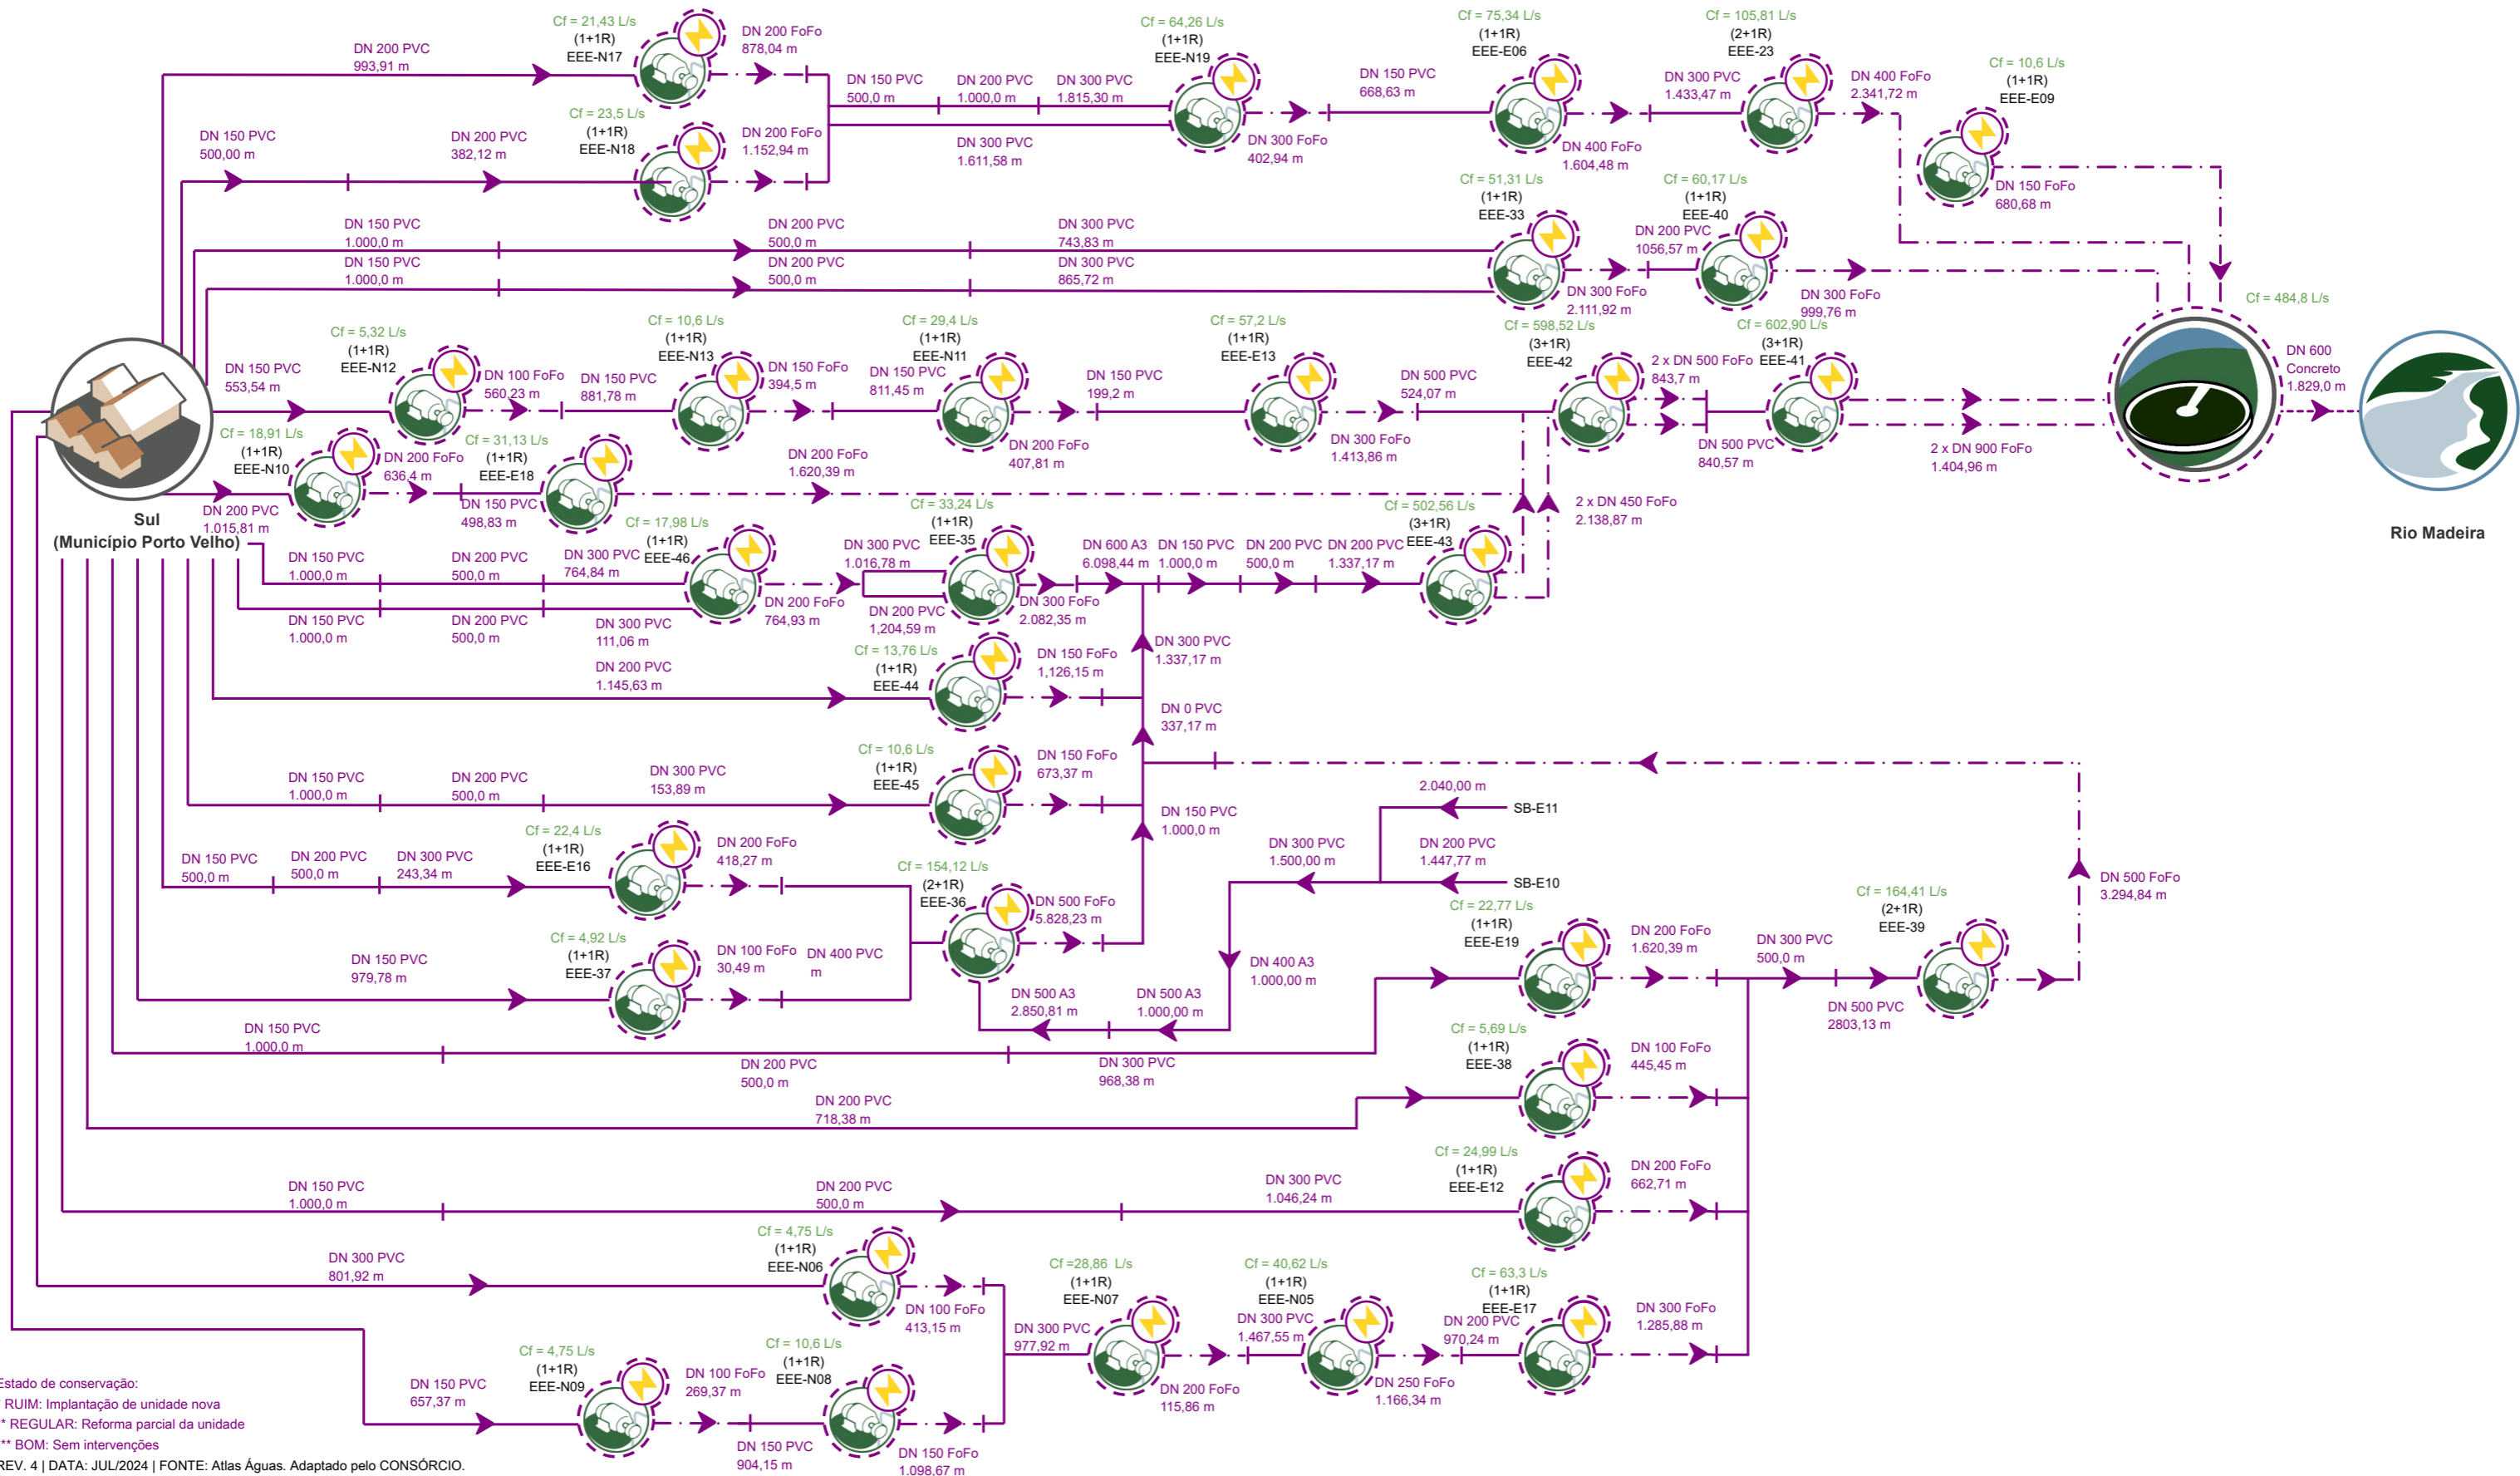 Cf = 21,43 L/s
(1+1R)
EEE-N17
DN 200 PVC
993,91 m
DN 200 FoFo
878,04 m
Cf = 23,5 L/s
(1+1R)
EEE-N18
DN 150 PVC
500,00 m
DN 200 PVC
382,12 m
DN 200 FoFo
1.152,94 m
DN 150 PVC
500,0 m
DN 200 PVC
1.000,0 m
DN 300 PVC
1.815,30 m
DN 300 PVC
1.611,58 m
Cf = 64,26 L/s
(1+1R)
EEE-N19
DN 300 FoFo
402,94 m
DN 150 PVC
668,63 m
Cf = 75,34 L/s
(1+1R)
EEE-E06
DN 400 FoFo
1.604,48 m
DN 300 PVC
1.433,47 m
Cf = 105,81 L/s
(2+1R)
EEE-23
DN 400 FoFo
2.341,72 m
Cf = 10,6 L/s
(1+1R)
EEE-E09
DN 150 FoFo
680,68 m
DN 150 PVC
1.000,0 m
DN 200 PVC
500,0 m
DN 300 PVC
743,83 m
DN 150 PVC
1.000,0 m
DN 200 PVC
500,0 m
DN 300 PVC
865,72 m
Cf = 51,31 L/s
(1+1R)
EEE-33
DN 300 FoFo
2.111,92 m
DN 200 PVC
1056,57 m
Cf = 60,17 L/s
(1+1R)
EEE-40
DN 300 FoFo
999,76 m
Cf = 484,8 L/s
DN 600
Concreto
1.829,0 m
Rio Madeira
Sul
(Município Porto Velho)
DN 150 PVC
553,54 m
Cf = 5,32 L/s
(1+1R)
EEE-N12
DN 100 FoFo
560,23 m
DN 150 PVC
881,78 m
Cf = 10,6 L/s
(1+1R)
EEE-N13
DN 150 FoFo
394,5 m
DN 150 PVC
811,45 m
Cf = 29,4 L/s
(1+1R)
EEE-N11
DN 200 FoFo
407,81 m
DN 150 PVC
199,2 m
Cf = 57,2 L/s
(1+1R)
EEE-E13
DN 300 FoFo
1.413,86 m
DN 500 PVC
524,07 m
Cf = 598,52 L/s
(3+1R)
EEE-42
2 x DN 500 FoFo
843,7 m
DN 500 PVC
840,57 m
Cf = 602,90 L/s
(3+1R)
EEE-41
2 x DN 900 FoFo
1.404,96 m
Cf = 18,91 L/s
(1+1R)
EEE-N10
DN 200 PVC
1.015,81 m
DN 200 FoFo
636,4 m
Cf = 31,13 L/s
(1+1R)
EEE-E18
DN 150 PVC
498,83 m
DN 200 FoFo
1.620,39 m
2 x DN 450 FoFo
2.138,87 m
DN 150 PVC
1.000,0 m
DN 200 PVC
500,0 m
DN 300 PVC
764,84 m
Cf = 17,98 L/s
(1+1R)
EEE-46
DN 150 PVC
1.000,0 m
DN 200 PVC
500,0 m
DN 300 PVC
111,06 m
DN 200 FoFo
764,93 m
DN 300 PVC
1.016,78 m
DN 200 PVC
1,204,59 m
Cf = 33,24 L/s
(1+1R)
EEE-35
DN 300 FoFo
2.082,35 m
DN 600 A3
6.098,44 m
DN 150 PVC
1.000,0 m
DN 200 PVC
500,0 m
DN 200 PVC
1.337,17 m
Cf = 502,56 L/s
(3+1R)
EEE-43
DN 200 PVC
1.145,63 m
Cf = 13,76 L/s
(1+1R)
EEE-44
DN 150 FoFo
1,126,15 m
DN 300 PVC
1.337,17 m
DN 0 PVC
337,17 m
DN 150 PVC
1.000,0 m
DN 200 PVC
500,0 m
DN 300 PVC
153,89 m
Cf = 10,6 L/s
(1+1R)
EEE-45
DN 150 FoFo
673,37 m
DN 150 PVC
1.000,0 m
2.040,00 m
SB-E11
DN 300 PVC
1.500,00 m
DN 200 PVC
1.447,77 m
SB-E10
DN 150 PVC
500,0 m
DN 200 PVC
500,0 m
DN 300 PVC
243,34 m
Cf = 22,4 L/s
(1+1R)
EEE-E16
DN 200 FoFo
418,27 m
Cf = 154,12 L/s
(2+1R)
EEE-36
DN 500 FoFo
5.828,23 m
DN 150 PVC
979,78 m
Cf = 4,92 L/s
(1+1R)
EEE-37
DN 100 FoFo
30,49 m
DN 400 PVC
m
DN 500 A3
2.850,81 m
DN 500 A3
1.000,00 m
DN 400 A3
1.000,00 m
Cf = 22,77 L/s
(1+1R)
EEE-E19
DN 200 FoFo
1.620,39 m
DN 300 PVC
500,0 m
DN 500 PVC
2803,13 m
Cf = 164,41 L/s
(2+1R)
EEE-39
DN 500 FoFo
3.294,84 m
DN 150 PVC
1.000,0 m
DN 200 PVC
500,0 m
DN 300 PVC
968,38 m
Cf = 5,69 L/s
(1+1R)
EEE-38
DN 100 FoFo
445,45 m
DN 200 PVC
718,38 m
Cf = 24,99 L/s
(1+1R)
EEE-E12
DN 200 FoFo
662,71 m
DN 150 PVC
1.000,0 m
DN 200 PVC
500,0 m
DN 300 PVC
1.046,24 m
DN 300 PVC
801,92 m
Cf = 4,75 L/s
(1+1R)
EEE-N06
DN 100 FoFo
413,15 m
DN 300 PVC
977,92 m
Cf =28,86 L/s
(1+1R)
EEE-N07
DN 200 FoFo
115,86 m
DN 300 PVC
1.467,55 m
Cf = 40,62 L/s
(1+1R)
EEE-N05
DN 250 FoFo
1.166,34 m
DN 200 PVC
970,24 m
Cf = 63,3 L/s
(1+1R)
EEE-E17
DN 300 FoFo
1.285,88 m
DN 150 PVC
657,37 m
Cf = 4,75 L/s
(1+1R)
EEE-N09
DN 100 FoFo
269,37 m
DN 150 PVC
904,15 m
Cf = 10,6 L/s
(1+1R)
EEE-N08
DN 150 FoFo
1.098,67 m
Estado de conservação:
* RUIM: Implantação de unidade nova
** REGULAR: Reforma parcial da unidade
*** BOM: Sem intervenções
REV. 4 | DATA: JUL/2024 | FONTE: Atlas Águas. Adaptado pelo CONSÓRCIO.